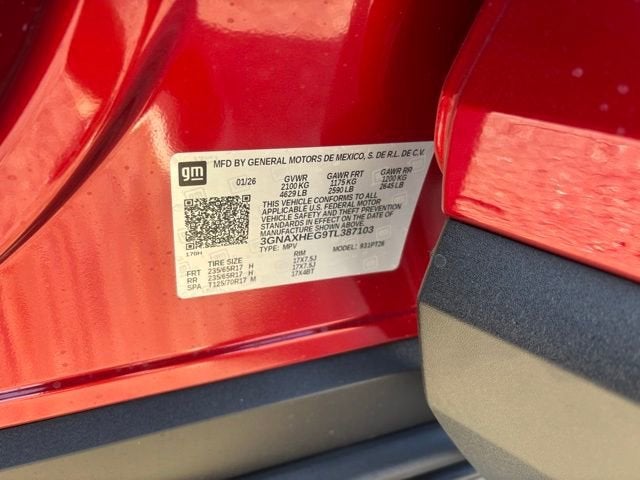 gm
MFD BY GENERAL MOTORS DE MEXICO, S. DE R.L. DE C.V.
01/26 GVWR GAWR FRT GAWR RR
2100 KG 1175 KG 1200 KG
4629 LB 2590 LB 2645 LB
THIS VEHICLE CONFORMS TO ALL
APPLICABLE U.S. FEDERAL MOTOR
VEHICLE SAFETY AND THEFT PREVENTION
STANDARDS IN EFFECT ON THE DATE OF
MANUFACTURE SHOWN ABOVE.
3GNAXHEG9TL387103
TYPE: MPV MODEL: 931PT26
176H
TIRE SIZE RIM
FRT 235/65R17 H 17X7.5J
RR 235/65R17 H 17X7.5J
SPA T125/70R17 M 17X4BT